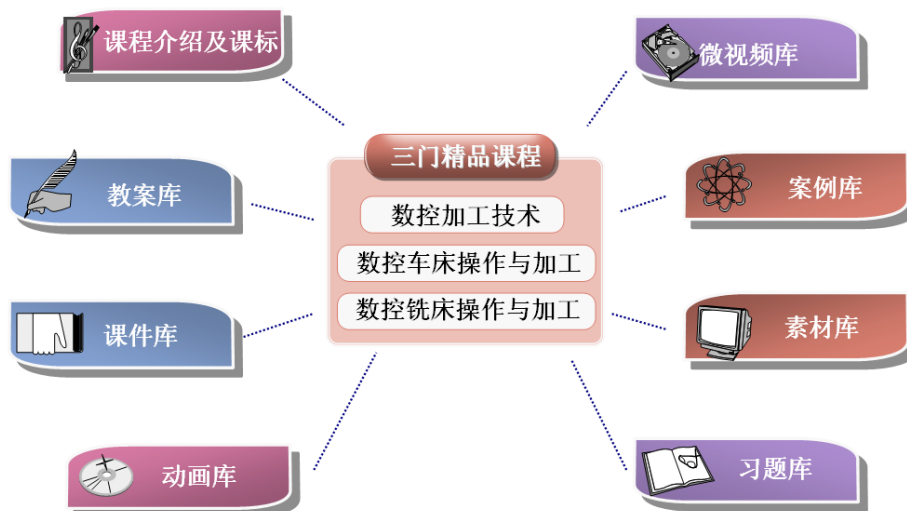 课程介绍及课标
微视频库
三门精品课程
教案库
案例库
数控加工技术
数控车床操作与加工
数控铣床操作与加工
课件库
素材库
动画库
习题库